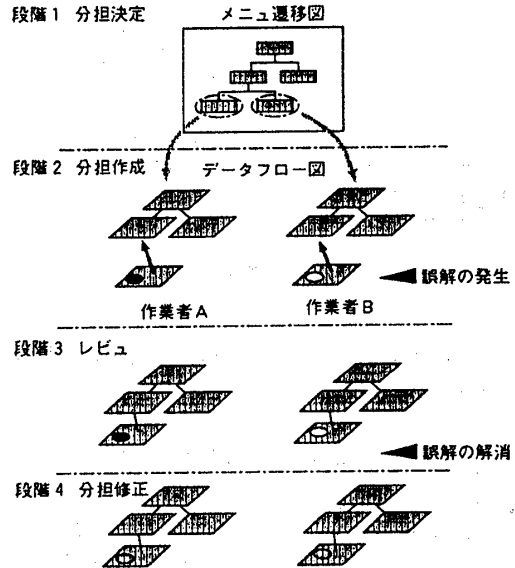 段階1 分担決定 メニュー遷移図
段階2 分担作成 データフロー図
誤解の発生
作業者A 作業者B
段階3 レビュ
誤解の解消
段階4 分担修正